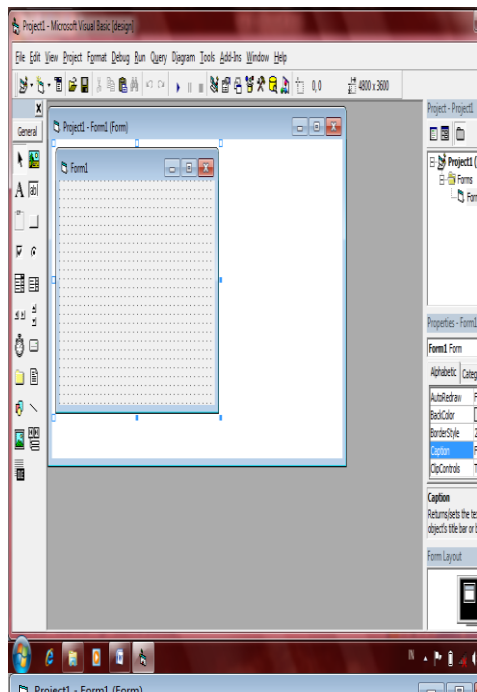 Project1 - Microsoft Visual Basic [design]
File Edit View Project Format Debug Run Query Diagram Tools Add-Ins Window Help
0,0 4800 x 3600
General
Project1 - Form1 (Form)
Form1
A ab
Project - Project1
Project1 (
Forms
Properties - Form1
Form1 Form
Alphabetic
AutoRedraw
BackColor
BorderStyle
Caption
ClipControls
Caption
Returns/sets the
object's title bar or
Form Layout
IN
Project1 - Form1 (Form)